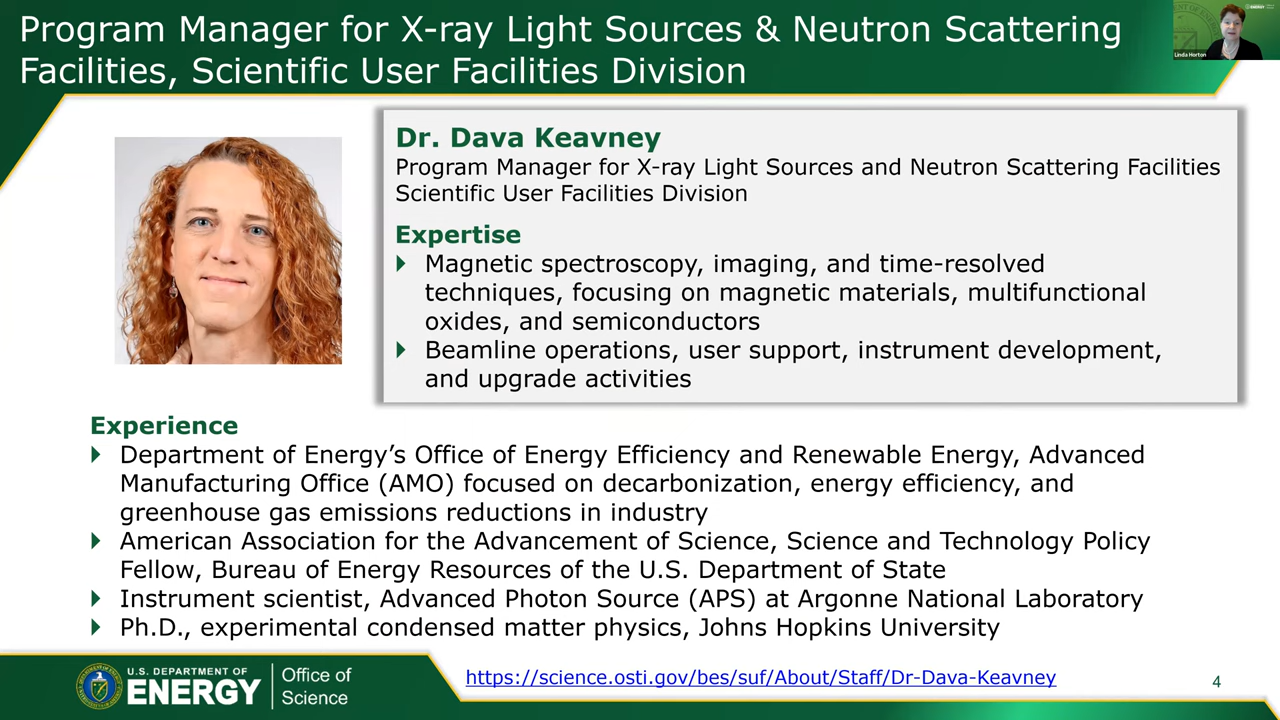 Program Manager for X-ray Light Sources & Neutron Scattering
Facilities, Scientific User Facilities Division
Linda Horton
Dr. Dava Keavney
Program Manager for X-ray Light Sources and Neutron Scattering Facilities
Scientific User Facilities Division
Expertise
Magnetic spectroscopy, imaging, and time-resolved
techniques, focusing on magnetic materials, multifunctional
oxides, and semiconductors
Beamline operations, user support, instrument development,
and upgrade activities
Experience
Department of Energy’s Office of Energy Efficiency and Renewable Energy, Advanced
Manufacturing Office (AMO) focused on decarbonization, energy efficiency, and
greenhouse gas emissions reductions in industry
American Association for the Advancement of Science, Science and Technology Policy
Fellow, Bureau of Energy Resources of the U.S. Department of State
Instrument scientist, Advanced Photon Source (APS) at Argonne National Laboratory
Ph.D., experimental condensed matter physics, Johns Hopkins University
U.S. DEPARTMENT OF
ENERGY
Office of
Science
https://science.osti.gov/bes/suf/About/Staff/Dr-Dava-Keavney
4